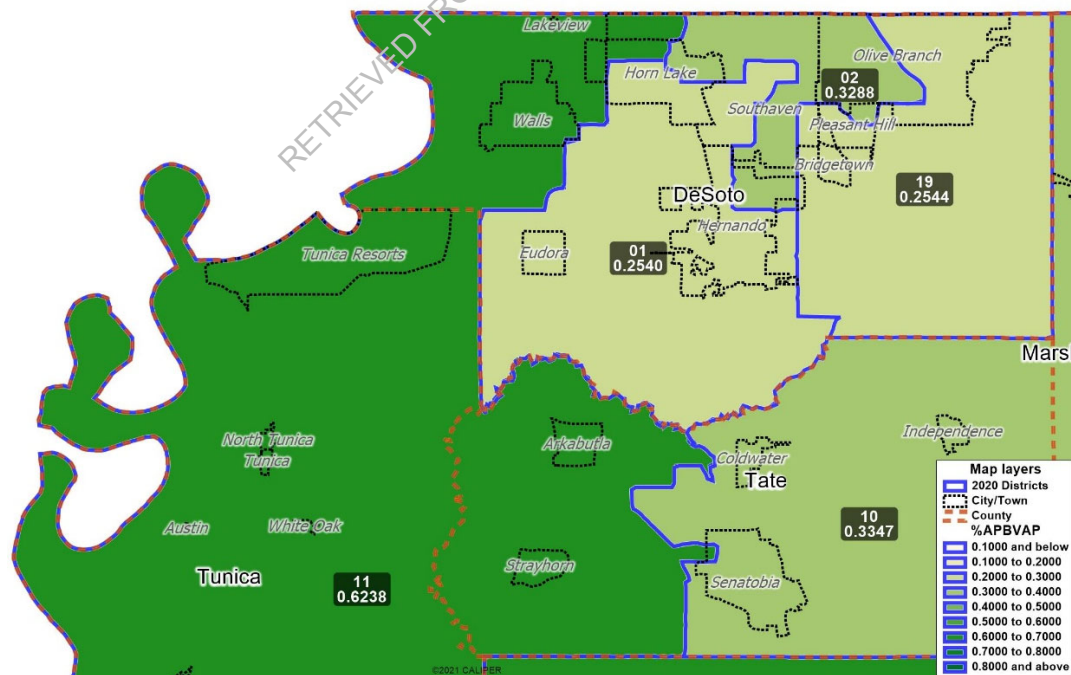 RETRIEVED FRO
Lakeview
Olive Branch
Horn Lake
02
0.3288
Southaven
Walls
Pleasant Hill
Bridgetown
19
0.2544
DeSoto
Hernando
Tunica Resorts
Eudora
01
0.2540
Mars
North Tunica
Tunica
Arkabutla
Independence
Coldwater
Tate
Austin
White Oak
10
0.3347
Strayhorn
Senatobia
Tunica
11
0.6238
©2021 CALIPER
Map layers
2020 Districts
City/Town
County
%APBVAP
0.1000 and below
0.1000 to 0.2000
0.2000 to 0.3000
0.3000 to 0.4000
0.4000 to 0.5000
0.5000 to 0.6000
0.6000 to 0.7000
0.7000 to 0.8000
0.8000 and above